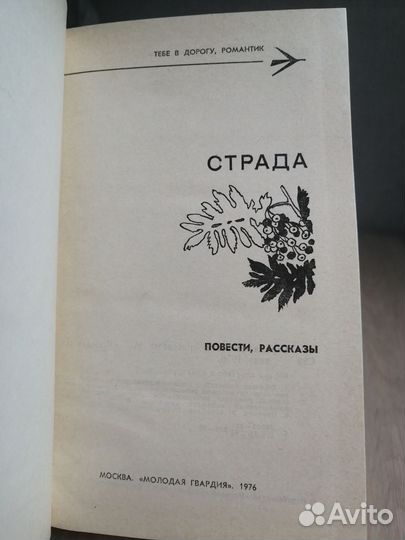 ТЕБЕ В ДОРОГУ, РОМАНТИК
СТРАДА
ПОВЕСТИ, РАССКАЗЫ
МОСКВА. «МОЛОДАЯ ГВАРДИЯ». 1976
Avito